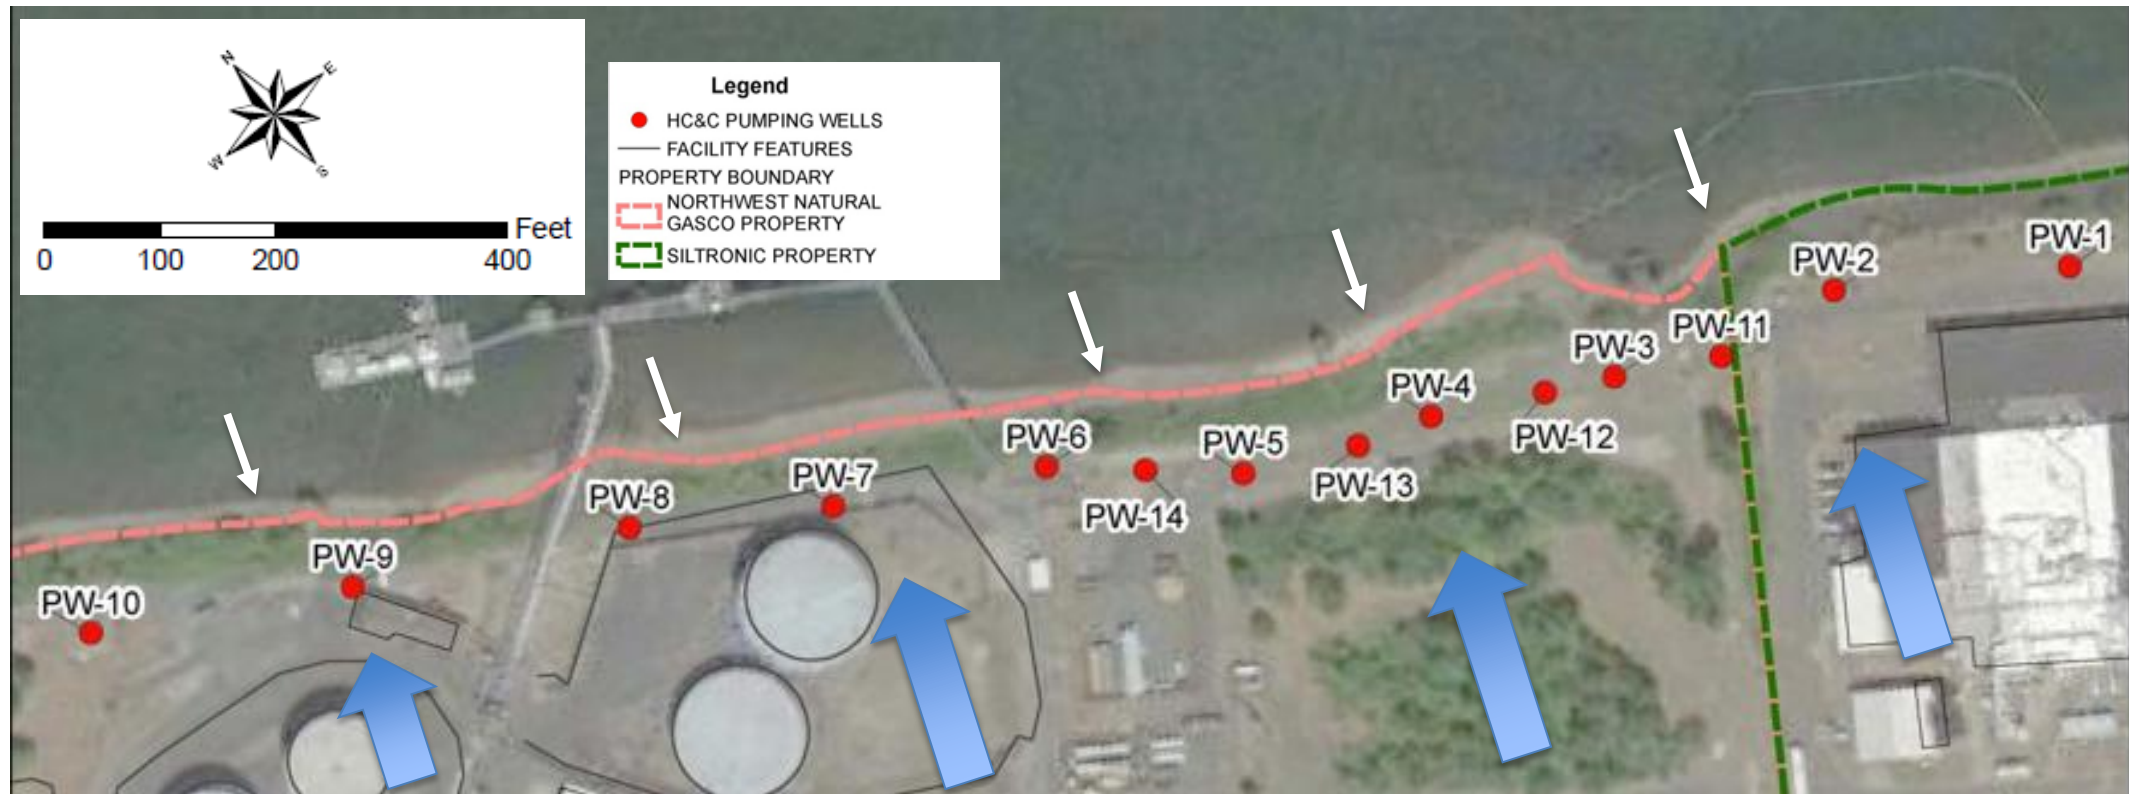 N
E
W
S
Feet
0 100 200 400
Legend
HC&C PUMPING WELLS
FACILITY FEATURES
PROPERTY BOUNDARY
NORTHWEST NATURAL
GASCO PROPERTY
SILTRONIC PROPERTY
PW-1
PW-2
PW-11
PW-3
PW-4
PW-12
PW-6
PW-5
PW-13
PW-7
PW-8
PW-14
PW-9
PW-10